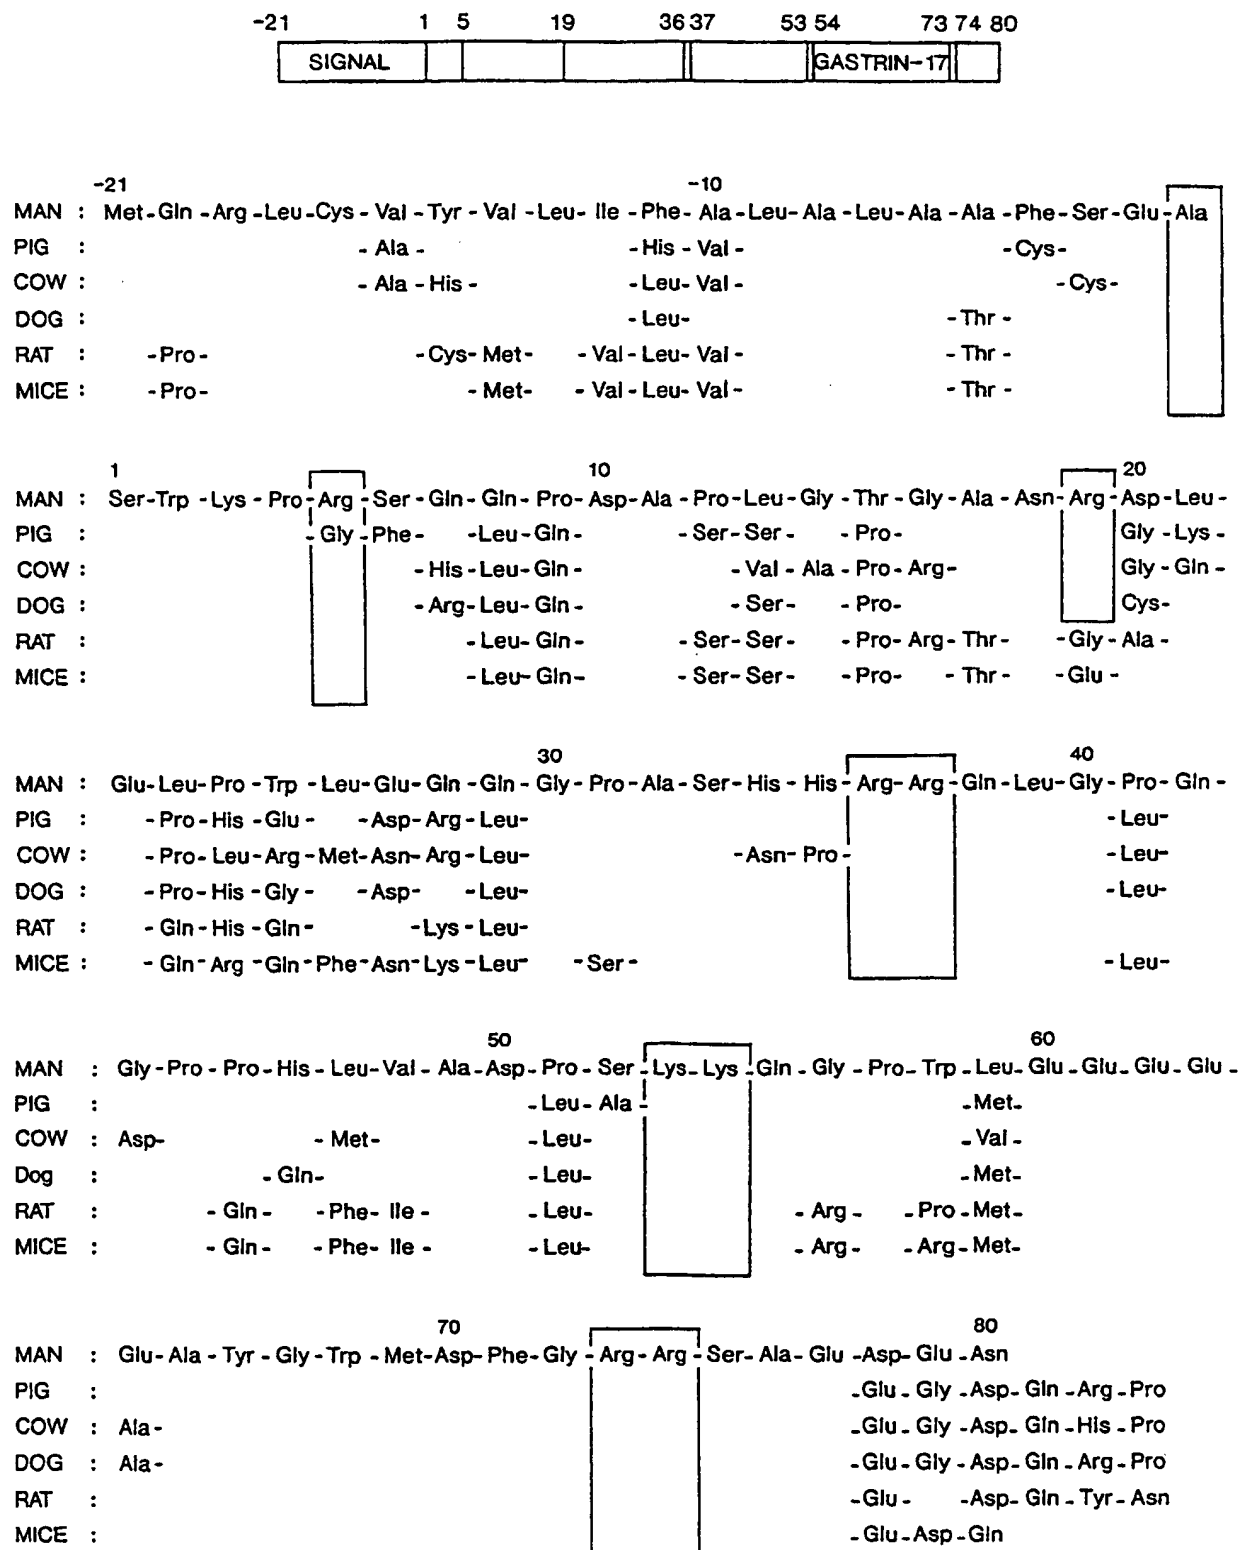 -21 1 5 19 36 37 53 54 73 74 80
SIGNAL GASTRIN-17
-21 -10
MAN : Met-Gln-Arg-Leu-Cys-Val-Tyr-Val-Leu-Ile-Phe-Ala-Leu-Ala-Leu-Ala-Ala-Phe-Ser-Glu-Ala
PIG : -Ala- -His-Val- -Cys-
COW : -Ala-His- -Leu-Val- -Cys-
DOG : -Leu- -Thr-
RAT : -Pro- -Cys-Met- -Val-Leu-Val- -Thr-
MICE : -Pro- -Met- -Val-Leu-Val- -Thr-
1 10 20
MAN : Ser-Trp-Lys-Pro-Arg-Ser-Gln-Gln-Pro-Asp-Ala-Pro-Leu-Gly-Thr-Gly-Ala-Asn-Arg-Asp-Leu-
PIG : -Gly-Phe- -Leu-Gln- -Ser-Ser- -Pro- Gly-Lys-
COW : -His-Leu-Gln- -Val-Ala-Pro-Arg- Gly-Gln-
DOG : -Arg-Leu-Gln- -Ser- -Pro- Cys-
RAT : -Leu-Gln- -Ser-Ser- -Pro-Arg-Thr- -Gly-Ala-
MICE : -Leu-Gln- -Ser-Ser- -Pro- -Thr- -Glu-
30 40
MAN : Glu-Leu-Pro-Trp-Leu-Glu-Gln-Gln-Gly-Pro-Ala-Ser-His-His-Arg-Arg-Gln-Leu-Gly-Pro-Gln-
PIG : -Pro-His-Glu- -Asp-Arg-Leu- -Leu-
COW : -Pro-Leu-Arg-Met-Asn-Arg-Leu- -Asn-Pro- -Leu-
DOG : -Pro-His-Gly- -Asp- -Leu- -Leu-
RAT : -Gln-His-Gln- -Lys-Leu-
MICE : -Gln-Arg-Gln-Phe-Asn-Lys-Leu- -Ser- -Leu-
50 60
MAN : Gly-Pro-Pro-His-Leu-Val-Ala-Asp-Pro-Ser-Lys-Lys-Gln-Gly-Pro-Trp-Leu-Glu-Glu-Glu-Glu-
PIG : -Leu-Ala- -Met-
COW : Asp- -Met- -Leu- -Val-
Dog : -Gln- -Leu- -Met-
RAT : -Gln- -Phe-Ile- -Leu- -Arg- -Pro-Met-
MICE : -Gln- -Phe-Ile- -Leu- -Arg- -Arg-Met-
70 80
MAN : Glu-Ala-Tyr-Gly-Trp-Met-Asp-Phe-Gly-Arg-Arg-Ser-Ala-Glu-Asp-Glu-Asn
PIG : -Glu-Gly-Asp-Gln-Arg-Pro
COW : Ala- -Glu-Gly-Asp-Gln-His-Pro
DOG : Ala- -Glu-Gly-Asp-Gln-Arg-Pro
RAT : -Glu- -Asp-Gln-Tyr-Asn
MICE : -Glu-Asp-Gln